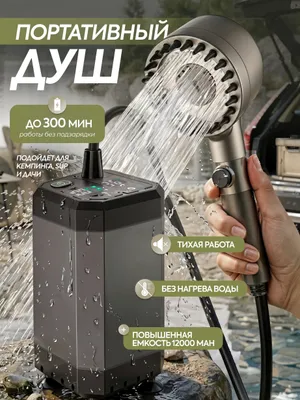 ПОРТАТИВНЫЙ
ДУШ
ДО 300 МИН
работы без подзарядки
ПОДОЙДЕТ ДЛЯ
КЕМПИНГА, SUP
И ДАЧИ
ТИХАЯ РАБОТА
БЕЗ НАГРЕВА ВОДЫ
ПОВЫШЕННАЯ
ЕМКОСТЬ 12000 МАН